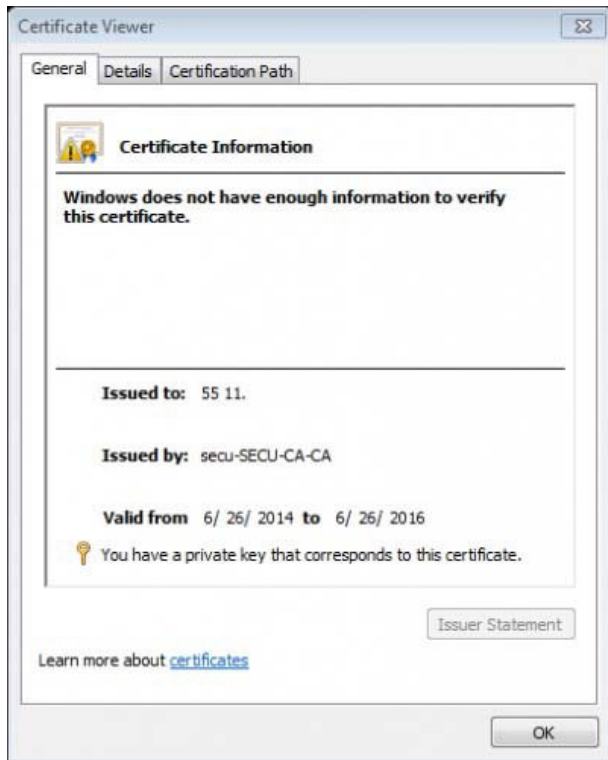 Certificate Viewer
General Details Certification Path
Certificate Information
Windows does not have enough information to verify
this certificate.
Issued to: 55 11.
Issued by: secu-SECU-CA-CA
Valid from 6/ 26/ 2014 to 6/ 26/ 2016
You have a private key that corresponds to this certificate.
Issuer Statement
Learn more about certificates
OK